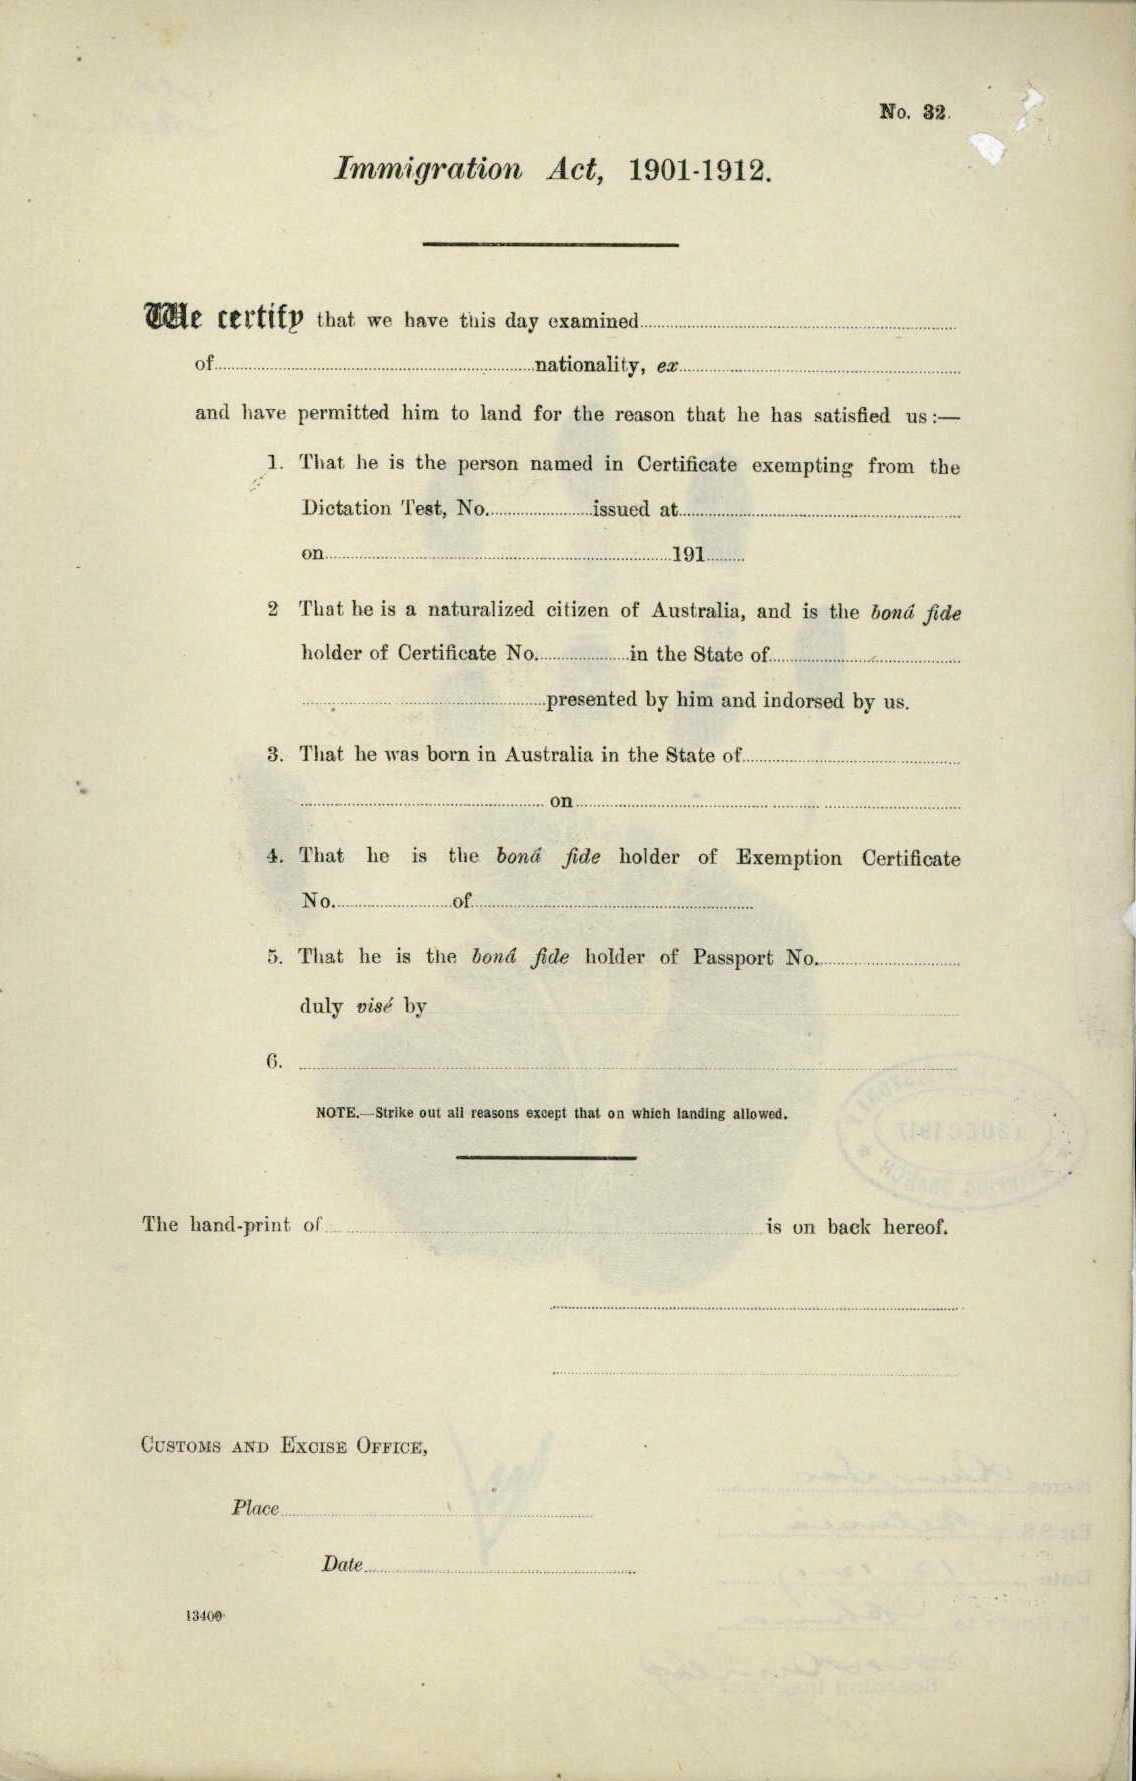 No. 32.
Immigration Act, 1901-1912.
We certify that we have this day examined
of nationality, ex
and have permitted him to land for the reason that he has satisfied us :—
1. That he is the person named in Certificate exempting from the
Dictation Test, No. issued at
on 191
2 That he is a naturalized citizen of Australia, and is the bonâ fide
holder of Certificate No. in the State of
presented by him and indorsed by us.
3. That he was born in Australia in the State of
on
4. That he is the bonâ fide holder of Exemption Certificate
No. of
5. That he is the bonâ fide holder of Passport No.
duly visé by
6.
NOTE.—Strike out all reasons except that on which landing allowed.
The hand-print of is on back hereof.
CUSTOMS AND EXCISE OFFICE,
Place
Date
13400